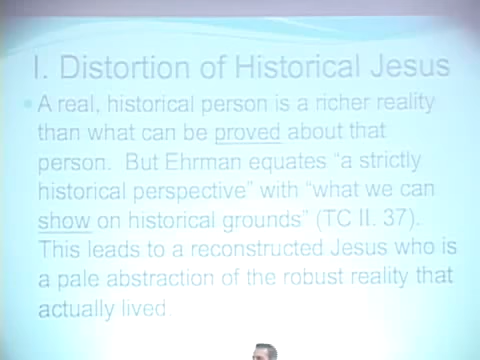 I. Distortion of Historical Jesus
A real, historical person is a richer reality
than what can be proved about that
person. But Ehrman equates "a strictly
historical perspective" with "what we can
show on historical grounds" (TC II. 37).
This leads to a reconstructed Jesus who is
a pale abstraction of the robust reality that
actually lived.